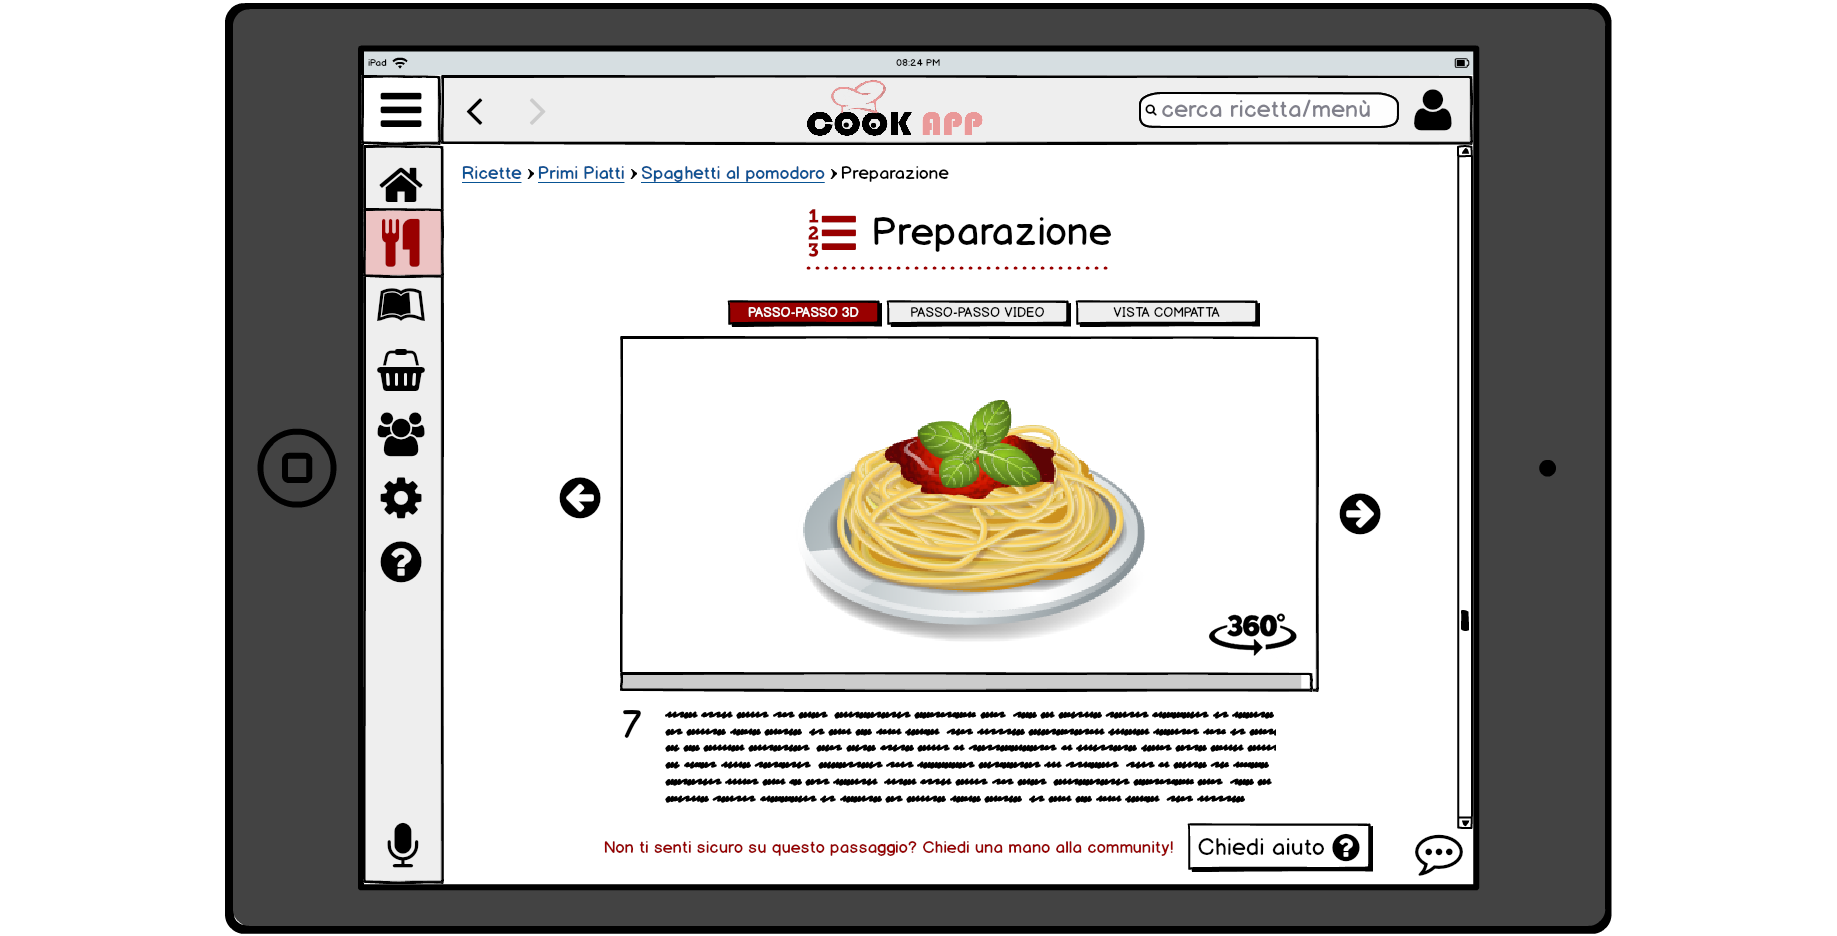 iPad
08:24 PM
COOK APP
cerca ricetta/menù
Ricette > Primi Piatti > Spaghetti al pomodoro > Preparazione
1
2
3
Preparazione
PASSO-PASSO 3D
PASSO-PASSO VIDEO
VISTA COMPATTA
360°
7
Non ti senti sicuro su questo passaggio? Chiedi una mano alla community!
Chiedi aiuto ?